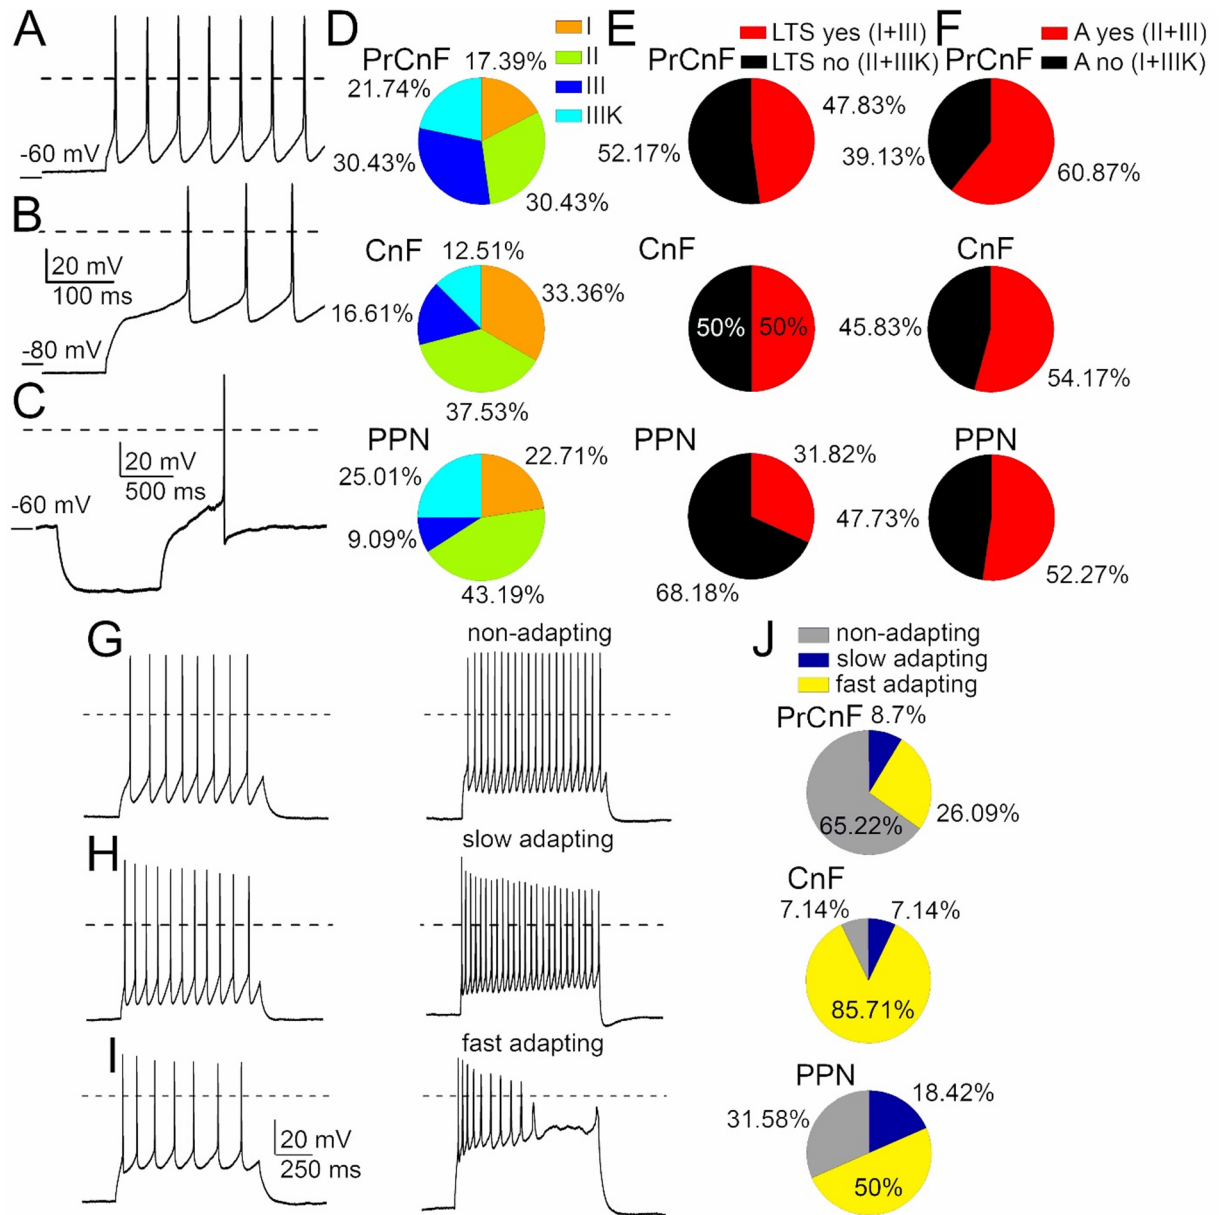 A
-60 mV
B
20 mV
100 ms
-80 mV
C
20 mV
500 ms
-60 mV
D
I
II
III
IIIK
PrCnF
17.39%
21.74%
30.43%
30.43%
CnF
12.51%
33.36%
16.61%
37.53%
PPN
22.71%
25.01%
9.09%
43.19%
E
LTS yes (I+III)
LTS no (II+IIIK)
PrCnF
47.83%
52.17%
CnF
50%
50%
PPN
31.82%
68.18%
F
A yes (II+III)
A no (I+IIIK)
PrCnF
39.13%
60.87%
CnF
45.83%
54.17%
PPN
47.73%
52.27%
G
non-adapting
H
slow adapting
I
fast adapting
20 mV
250 ms
J
non-adapting
slow adapting
fast adapting
PrCnF
8.7%
26.09%
65.22%
CnF
7.14%
7.14%
85.71%
PPN
18.42%
31.58%
50%